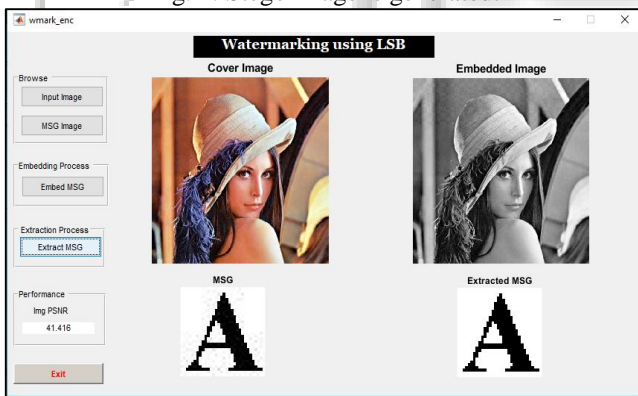 wmark_enc
Watermarking using LSB
Browse
Input Image
MSG Image
Embedding Process
Embed MSG
Extraction Process
Extract MSG
Performance
Img PSNR
41.416
Exit
Cover Image
Embedded Image
MSG
A
Extracted MSG
A